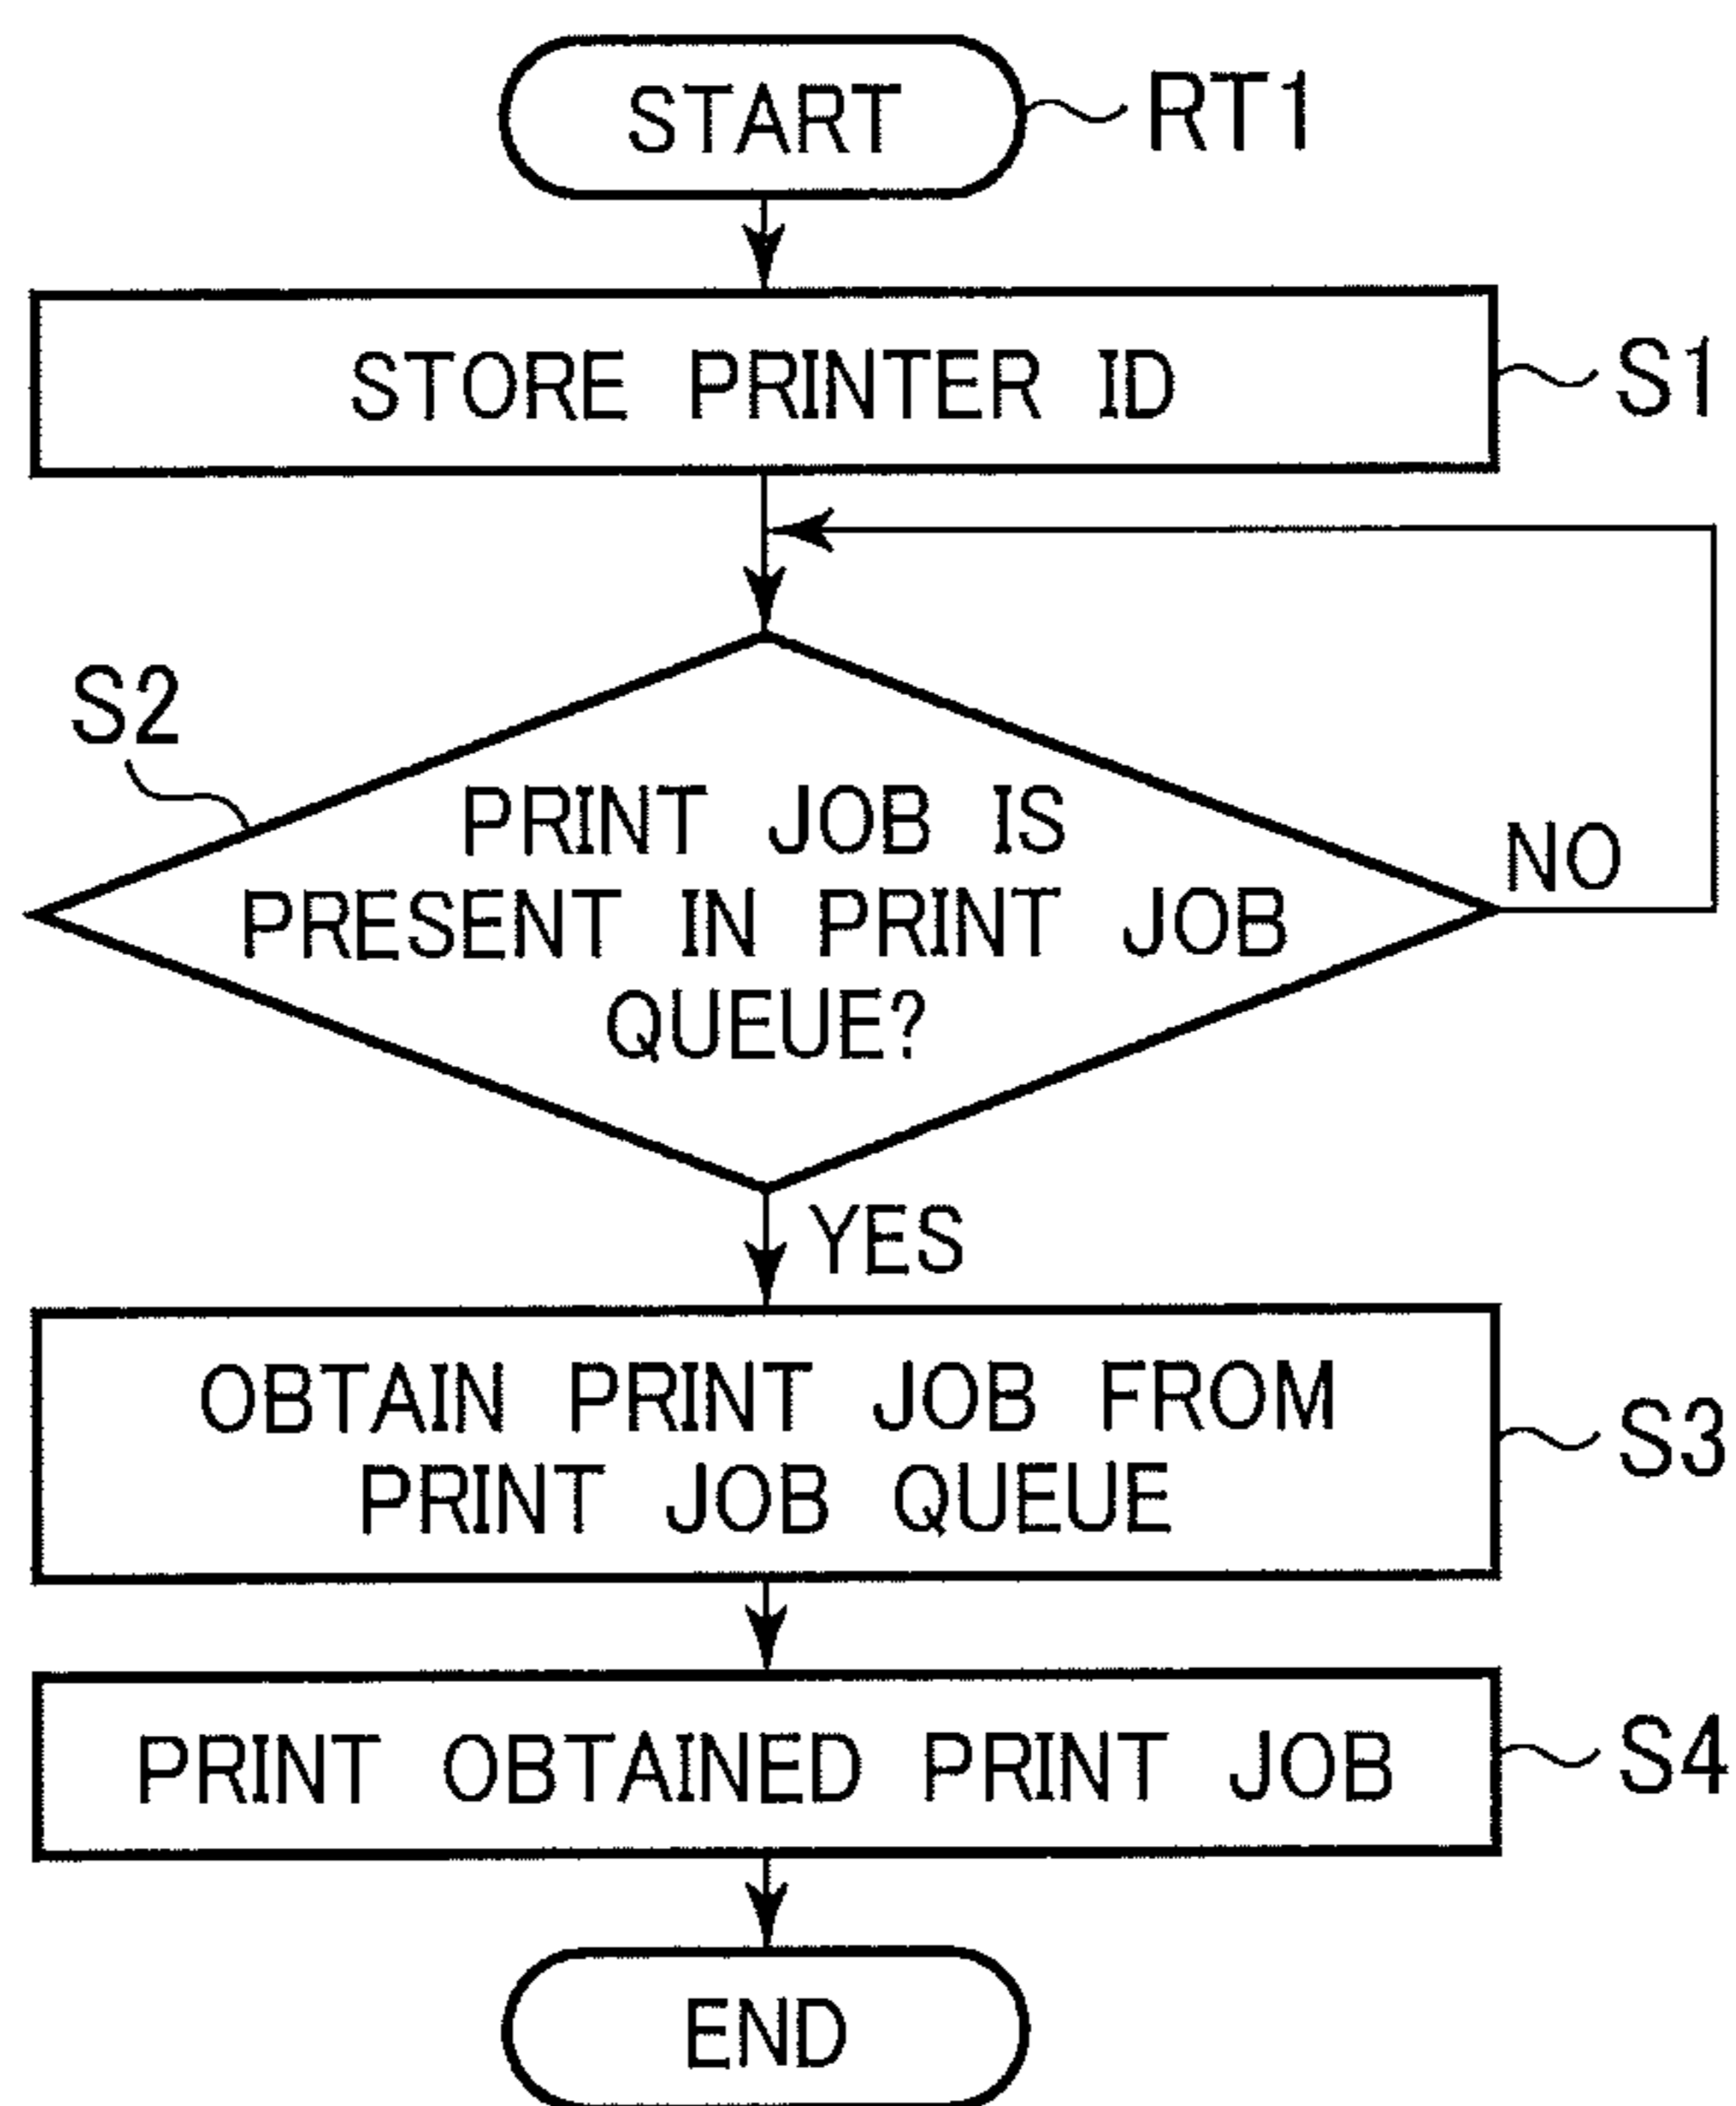 START
RT1
STORE PRINTER ID
S1
S2
PRINT JOB IS
PRESENT IN PRINT JOB
QUEUE?
NO
YES
OBTAIN PRINT JOB FROM
PRINT JOB QUEUE
S3
PRINT OBTAINED PRINT JOB
S4
END